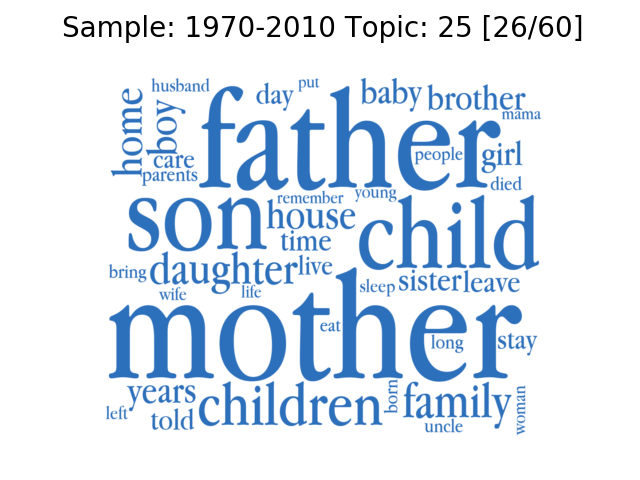 Sample: 1970-2010 Topic: 25 [26/60]
husband
put
day
baby
brother
mama
home
boy
father
care
people
girl
parents
died
remember
young
son
house
child
time
bring
daughter
live
sister
leave
wife
life
sleep
mother
eat
long
stay
years
children
born
family
left
told
uncle
woman